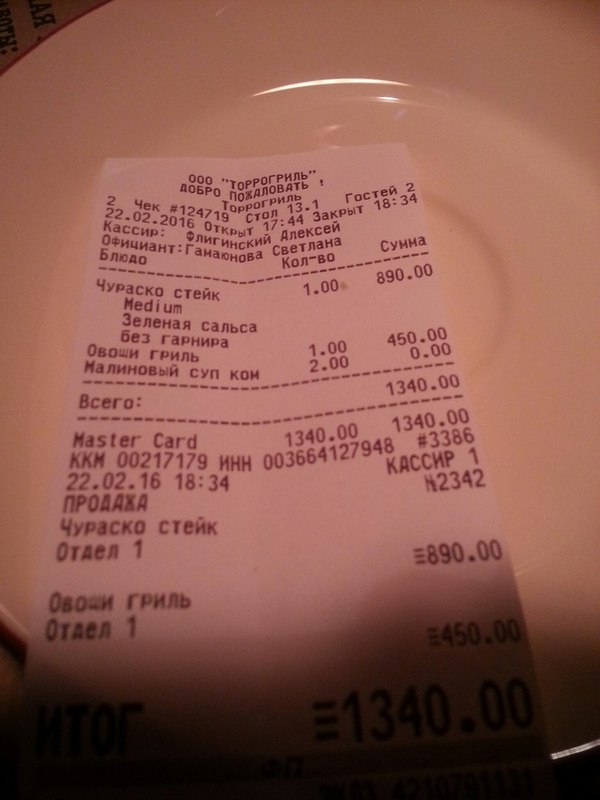 ООО "ТОРРОГРИЛЬ",
ДОБРО ПОЖАЛОВАТЬ !
Торрогриль
2 Чек #124719 Стол 13.1 Гостей 2
22.02.2016 Открыт 17:44 Закрыт 18:34
Кассир: Флигинский Алексей
Официант:Гамаюнова Светлана
Блюдо Кол-во Сумма
Чураско стейк 1.00 890.00
Medium
Зеленая сальса
без гарнира
Овощи гриль 1.00 450.00
Малиновый суп ком 2.00 0.00
Всего: 1340.00
Master Card 1340.00 1340.00
ККМ 00217179 ИНН 003664127948 #3386
22.02.16 18:34 КАССИР 1
ПРОДАЖА №2342
Чураско стейк
Отдел 1 ≡890.00
Овощи гриль
Отдел 1 ≡450.00
ИТОГ ≡1340.00
ФП